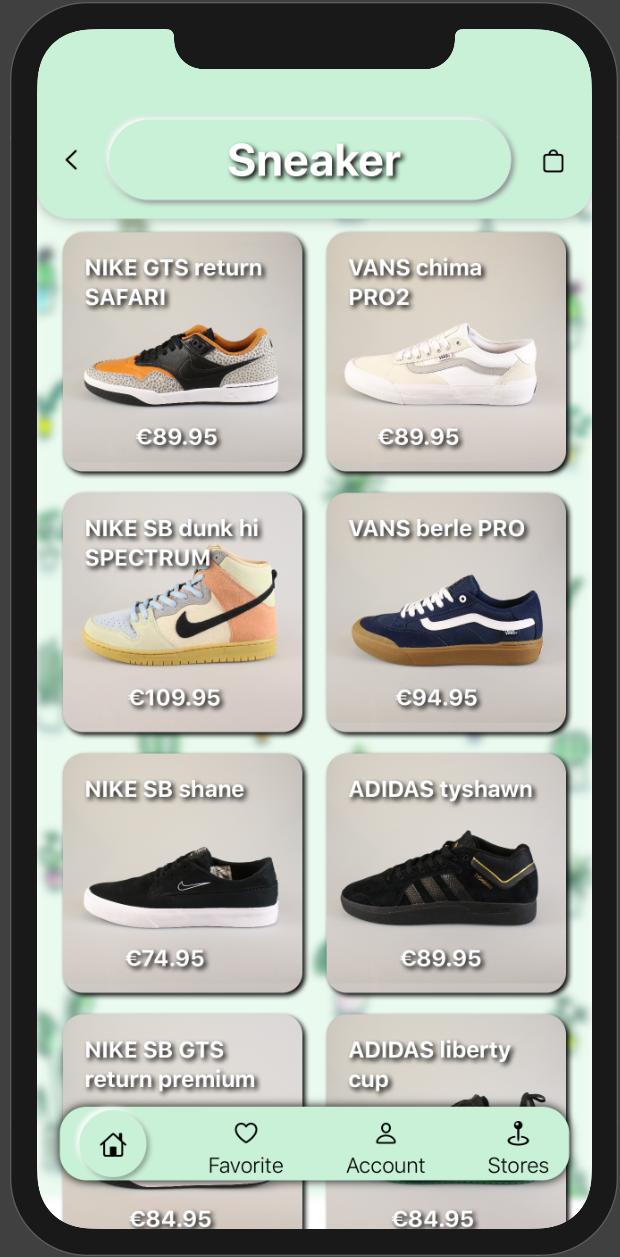 Sneaker
NIKE GTS return
SAFARI
€89.95
VANS chima
PRO2
€89.95
NIKE SB dunk hi
SPECTRUM
€109.95
VANS berle PRO
€94.95
NIKE SB shane
€74.95
ADIDAS tyshawn
€89.95
NIKE SB GTS
return premium
€84.95
ADIDAS liberty
cup
€84.95
Favorite
Account
Stores